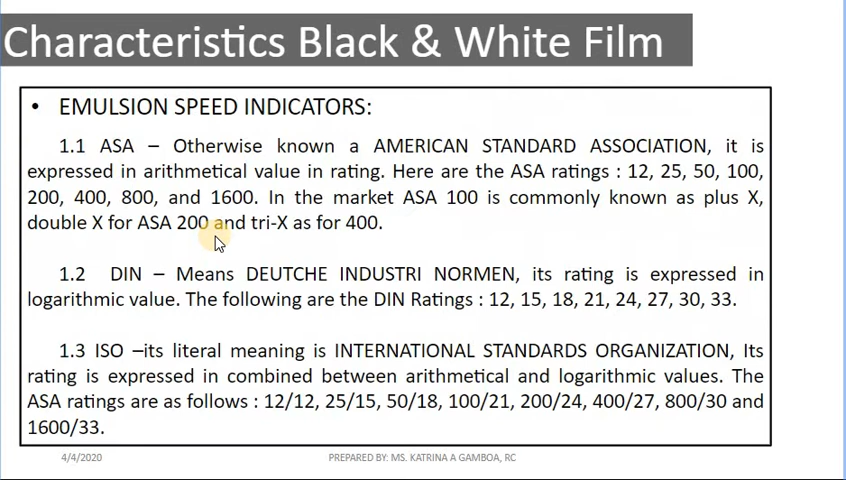 Characteristics Black & White Film
• EMULSION SPEED INDICATORS:
1.1 ASA – Otherwise known a AMERICAN STANDARD ASSOCIATION, it is
expressed in arithmetical value in rating. Here are the ASA ratings : 12, 25, 50, 100,
200, 400, 800, and 1600. In the market ASA 100 is commonly known as plus X,
double X for ASA 200 and tri-X as for 400.
1.2 DIN – Means DEUTCHE INDUSTRI NORMEN, its rating is expressed in
logarithmic value. The following are the DIN Ratings : 12, 15, 18, 21, 24, 27, 30, 33.
1.3 ISO –its literal meaning is INTERNATIONAL STANDARDS ORGANIZATION, Its
rating is expressed in combined between arithmetical and logarithmic values. The
ASA ratings are as follows : 12/12, 25/15, 50/18, 100/21, 200/24, 400/27, 800/30 and
1600/33.
4/4/2020 PREPARED BY: MS. KATRINA A GAMBOA, RC